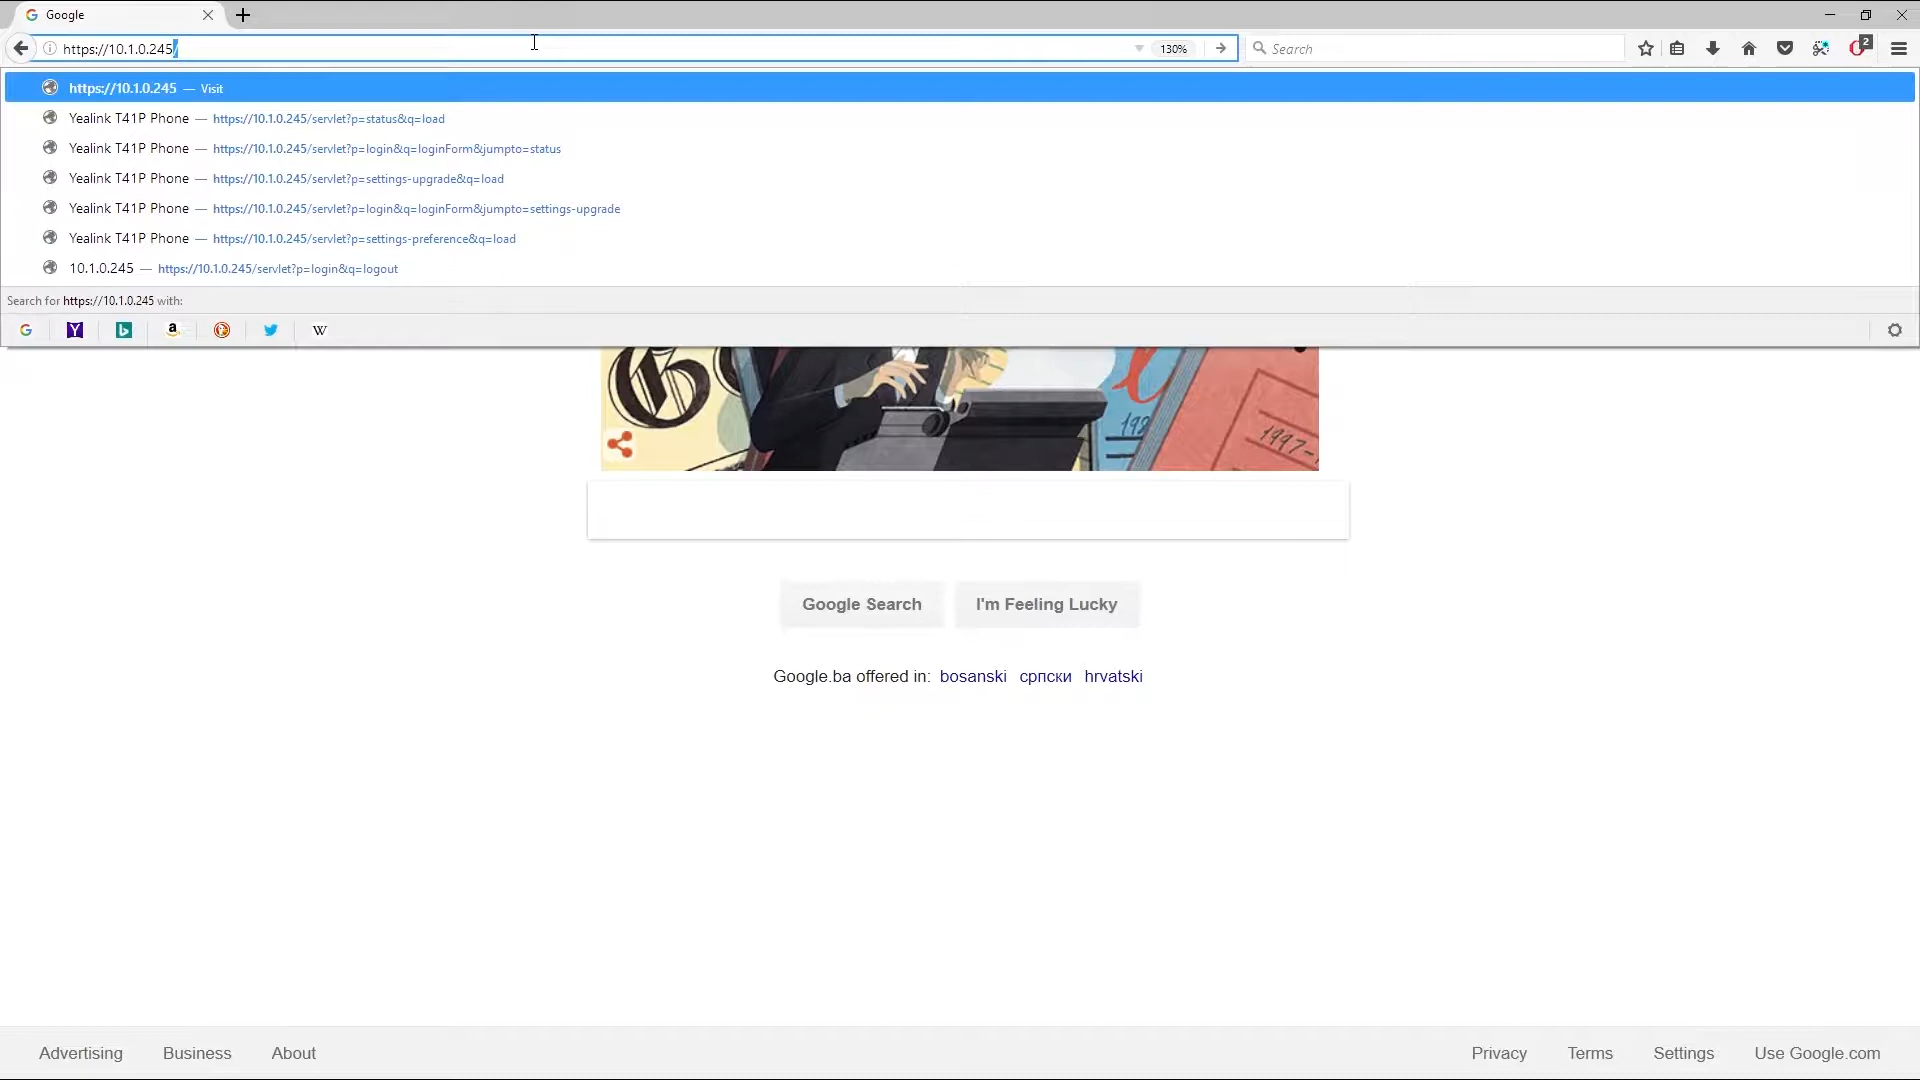 Google
https://10.1.0.245/
130%
Search
2
https://10.1.0.245 — Visit
Yealink T41P Phone — https://10.1.0.245/servlet?p=status&q=load
Yealink T41P Phone — https://10.1.0.245/servlet?p=login&q=loginForm&jumpto=status
Yealink T41P Phone — https://10.1.0.245/servlet?p=settings-upgrade&q=load
Yealink T41P Phone — https://10.1.0.245/servlet?p=login&q=loginForm&jumpto=settings-upgrade
Yealink T41P Phone — https://10.1.0.245/servlet?p=settings-preference&q=load
10.1.0.245 — https://10.1.0.245/servlet?p=login&q=logout
Search for https://10.1.0.245 with:
G Y b a W
G
198
1997-
Google Search I'm Feeling Lucky
Google.ba offered in: bosanski српски hrvatski
Advertising Business About Privacy Terms Settings Use Google.com